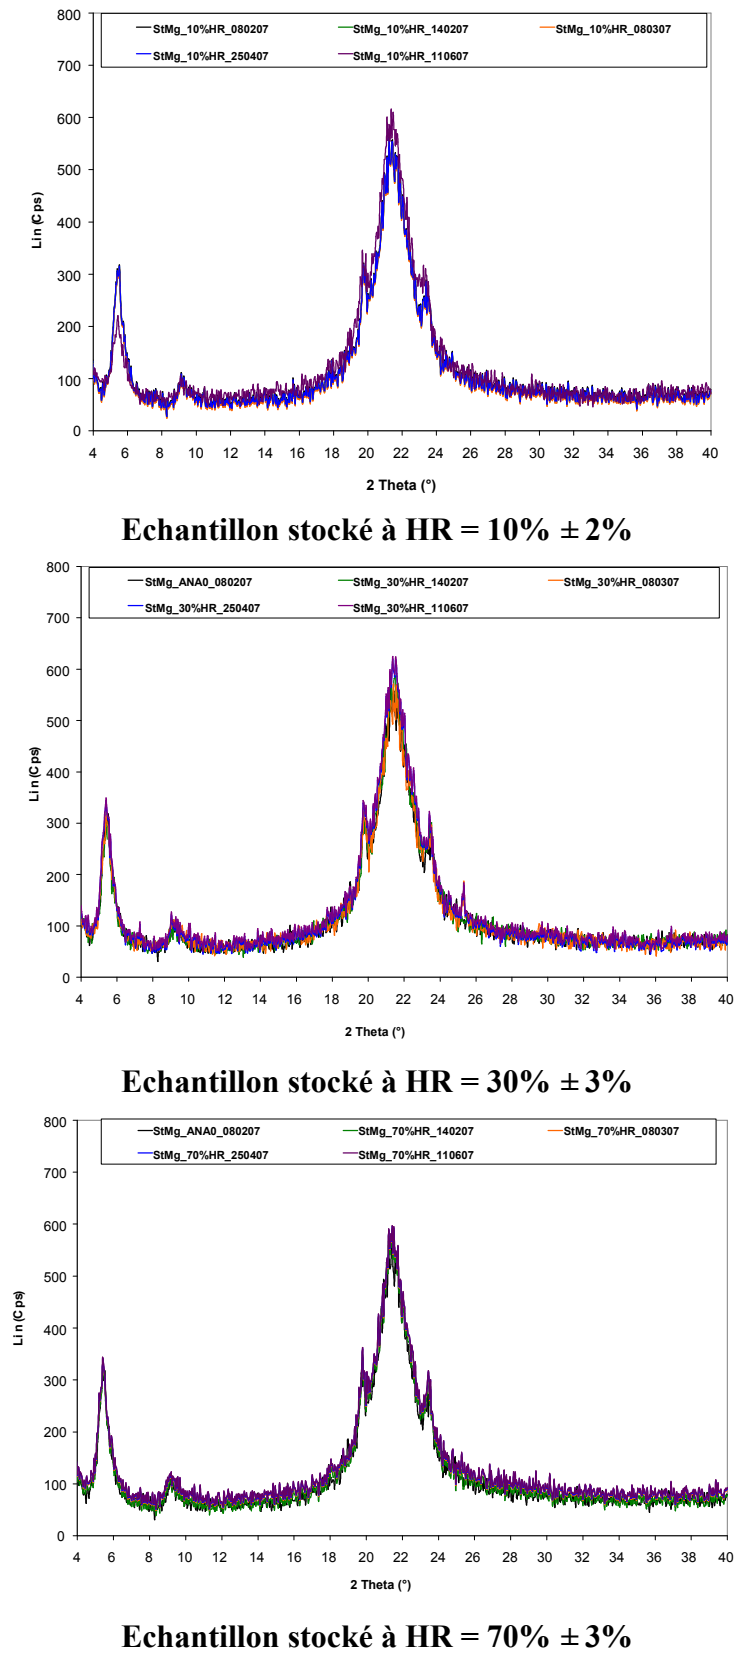 StMg_10%HR_080207 StMg_10%HR_140207 StMg_10%HR_080307
StMg_10%HR_250407 StMg_10%HR_110607
800
700
600
500
400
300
200
100
0
Lin (Cps)
4 6 8 10 12 14 16 18 20 22 24 26 28 30 32 34 36 38 40
2 Theta (°)
Echantillon stocké à HR = 10% ± 2%
StMg_ANA0_080207 StMg_30%HR_140207 StMg_30%HR_080307
StMg_30%HR_250407 StMg_30%HR_110607
800
700
600
500
400
300
200
100
0
Lin (Cps)
4 6 8 10 12 14 16 18 20 22 24 26 28 30 32 34 36 38 40
2 Theta (°)
Echantillon stocké à HR = 30% ± 3%
StMg_ANA0_080207 StMg_70%HR_140207 StMg_70%HR_080307
StMg_70%HR_250407 StMg_70%HR_110607
800
700
600
500
400
300
200
100
0
Lin (Cps)
4 6 8 10 12 14 16 18 20 22 24 26 28 30 32 34 36 38 40
2 Theta (°)
Echantillon stocké à HR = 70% ± 3%